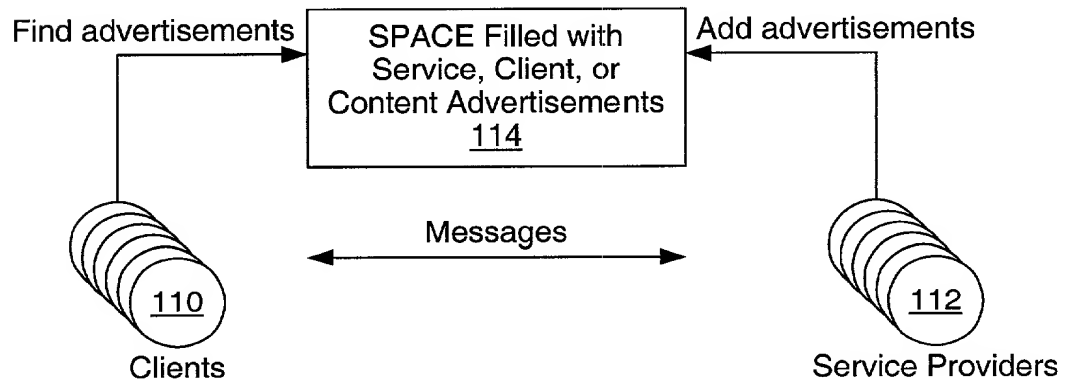 Find advertisements
SPACE Filled with
Service, Client, or
Content Advertisements
114
Add advertisements
Messages
110
Clients
112
Service Providers